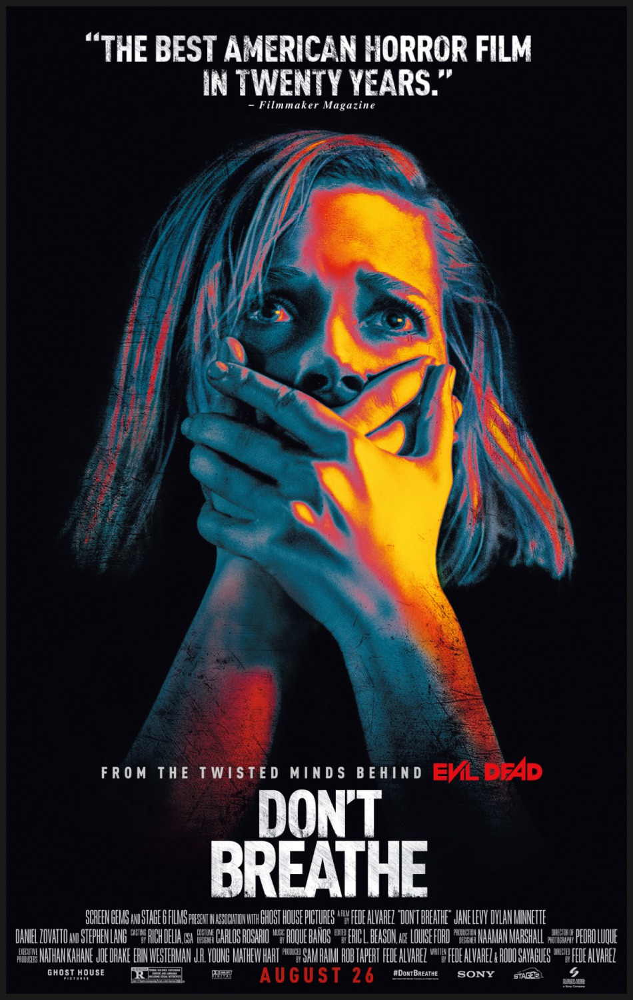 “THE BEST AMERICAN HORROR FILM
IN TWENTY YEARS.”
– Filmmaker Magazine
FROM THE TWISTED MINDS BEHIND EVIL DEAD
DON'T
BREATHE
SCREEN GEMS AND STAGE 6 FILMS PRESENT IN ASSOCIATION WITH GHOST HOUSE PICTURES A FILM BY FEDE ALVAREZ "DON'T BREATHE" JANE LEVY DYLAN MINNETTE
DANIEL ZOVATTO AND STEPHEN LANG CASTING BY RICH DELIA, CSA COSTUME DESIGNER CARLOS ROSARIO MUSIC BY ROQUE BAÑOS EDITED BY ERIC L. BEASON, ACE LOUISE FORD PRODUCTION DESIGNER NAAMAN MARSHALL DIRECTOR OF PHOTOGRAPHY PEDRO LUQUE
EXECUTIVE PRODUCERS NATHAN KAHANE JOE DRAKE ERIN WESTERMAN J.R. YOUNG MATHEW HART PRODUCED BY SAM RAIMI ROB TAPERT FEDE ALVAREZ WRITTEN BY FEDE ALVAREZ & RODO SAYAGUES DIRECTED BY FEDE ALVAREZ
GHOST HOUSE
PICTURES
R
DOLBY
DIGITAL
AUGUST 26
#DONTBREATHE
SONY
STAGE 6
SCREEN GEMS
a Sony Company